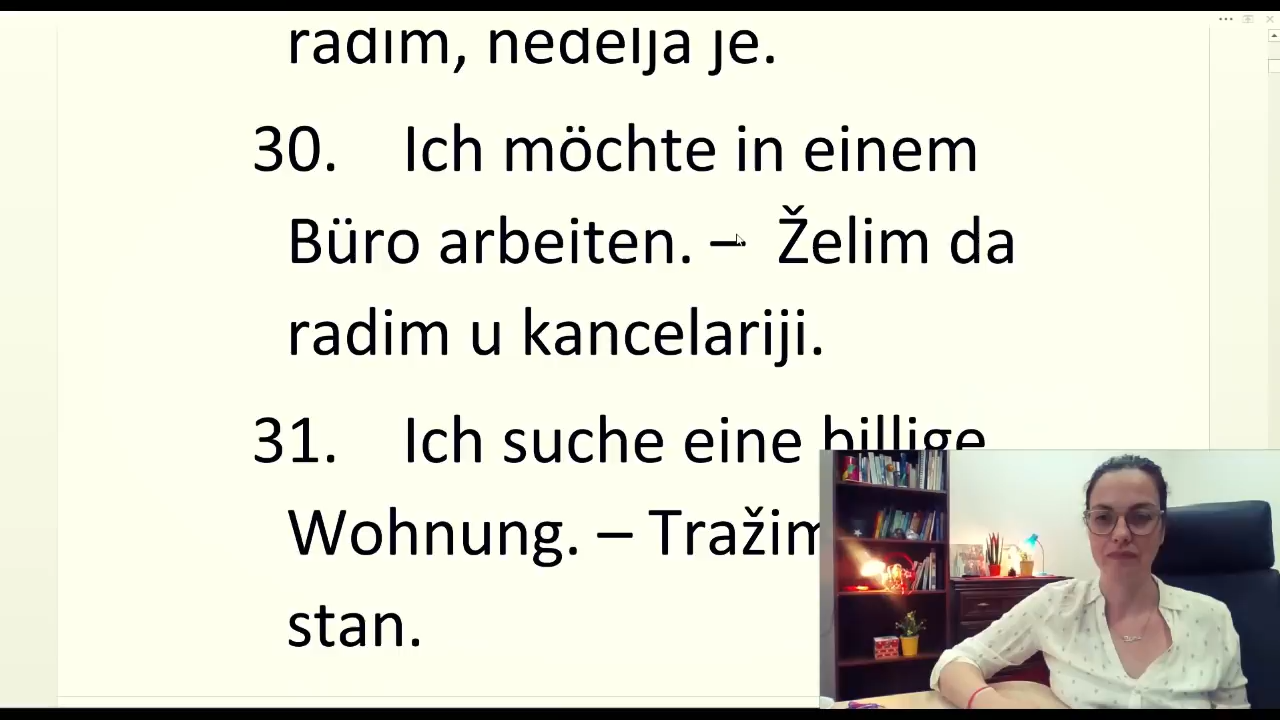 radim, nedelja je.
30. Ich möchte in einem
Büro arbeiten. – Želim da
radim u kancelariji.
31. Ich suche eine billige
Wohnung. – Tražim
stan.